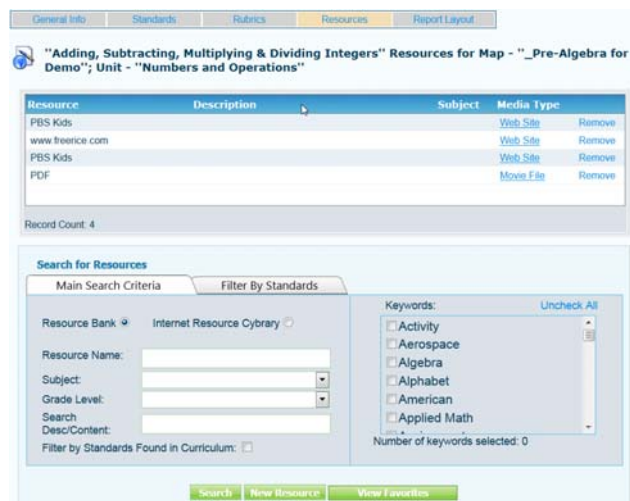 General Info Standards Rubrics Resources Report Layout
"Adding, Subtracting, Multiplying & Dividing Integers" Resources for Map - "_Pre-Algebra for
Demo"; Unit - "Numbers and Operations"
Resource Description Subject Media Type
PBS Kids Web Site Remove
www.freerice.com Web Site Remove
PBS Kids Web Site Remove
PDF Movie File Remove
Record Count: 4
Search for Resources
Main Search Criteria Filter By Standards
Keywords: Uncheck All
Resource Bank Internet Resource Cybrary
Activity
Aerospace
Resource Name:
Algebra
Subject:
Alphabet
Grade Level:
American
Search
Desc/Content:
Applied Math
Filter by Standards Found in Curriculum:
Number of keywords selected: 0
Search New Resource View Favorites